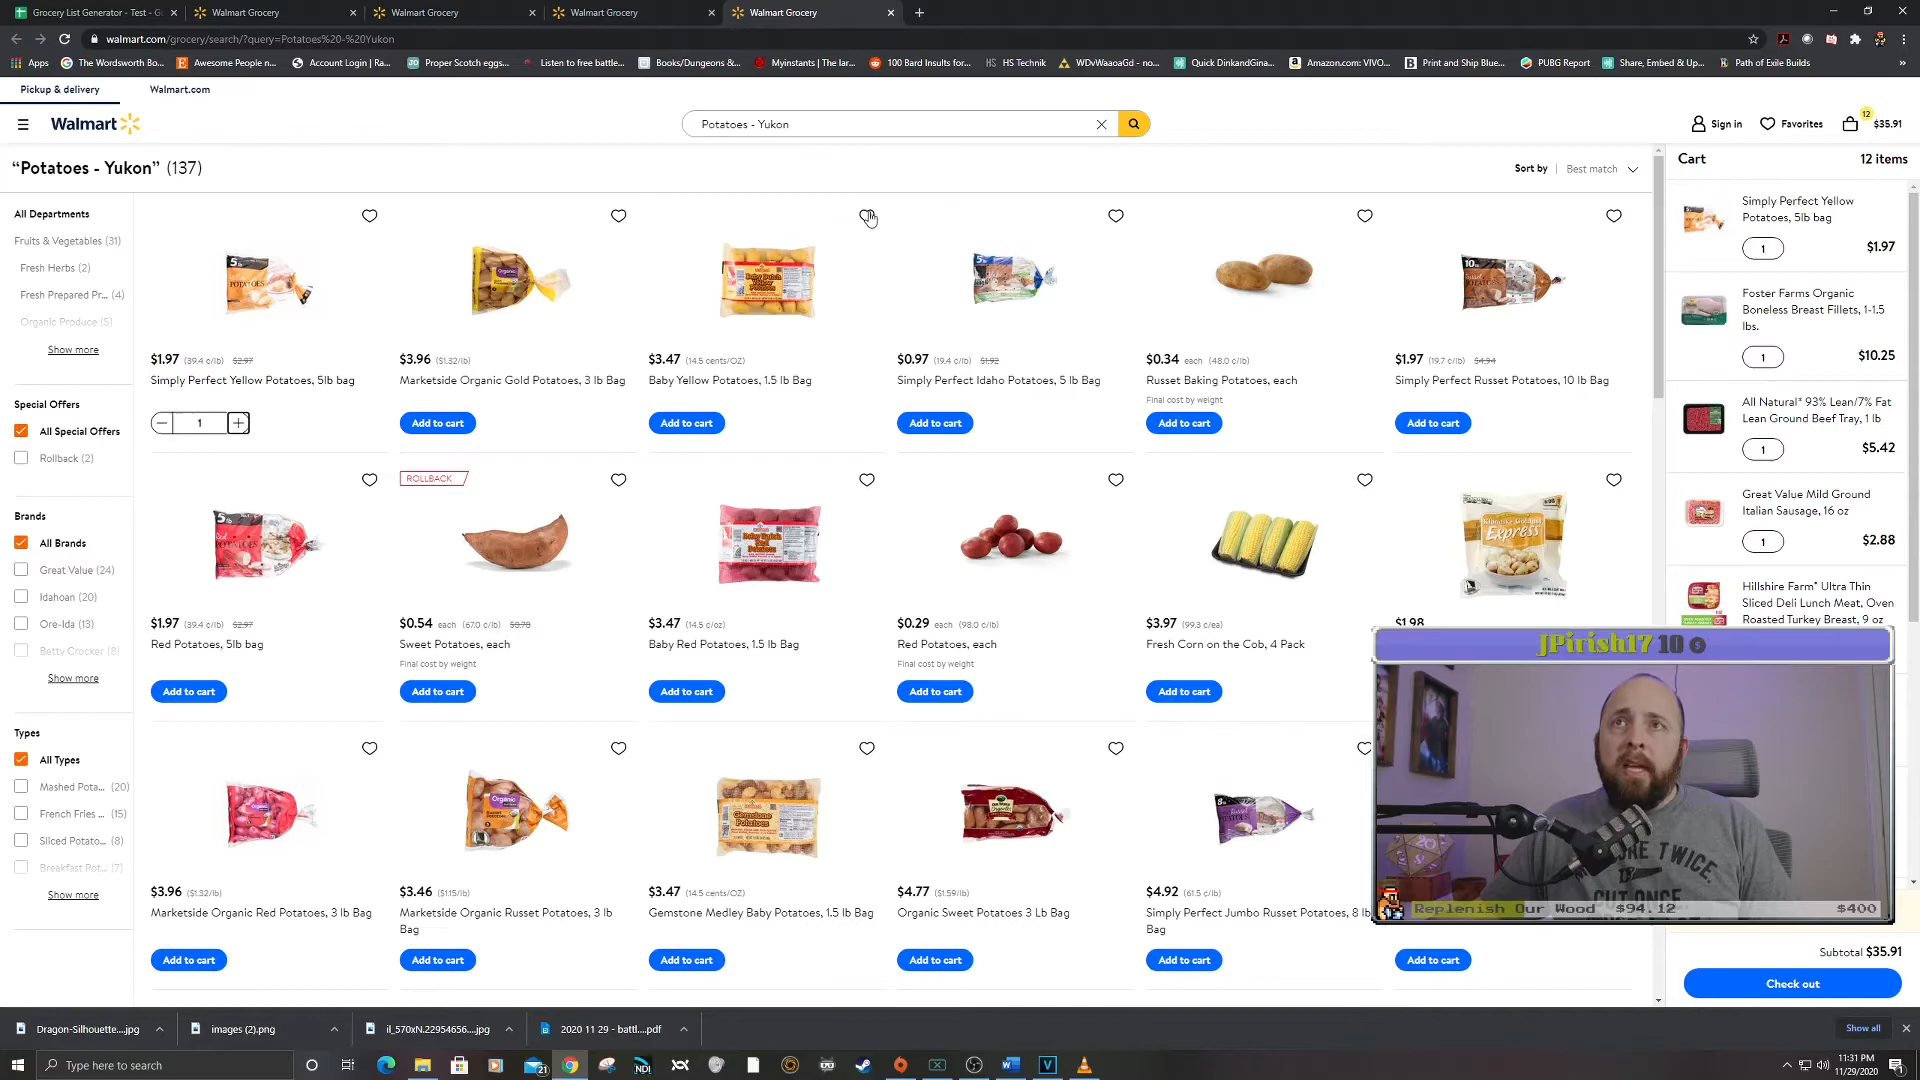 Grocery List Generator - Test - G
Walmart Grocery
Walmart Grocery
Walmart Grocery
Walmart Grocery
walmart.com/grocery/search/?query=Potatoes%20-%20Yukon
Apps
The Wordsworth Bo...
Awesome People n...
Account Login | Ra...
Proper Scotch eggs...
Listen to free battle...
Books/Dungeons &...
Myinstants | The lar...
100 Bard Insults for...
HS Technik
WDvWaaoaGd - no...
Quick DinkandGina...
Amazon.com: VIVO...
Print and Ship Blue...
PUBG Report
Share, Embed & Up...
Path of Exile Builds
Pickup & delivery
Walmart.com
Walmart
Potatoes - Yukon
Sign in
Favorites
12
$35.91
“Potatoes - Yukon” (137)
Sort by
Best match
Cart
12 items
All Departments
Fruits & Vegetables (31)
Fresh Herbs (2)
Fresh Prepared Pr... (4)
Organic Produce (5)
Show more
Special Offers
All Special Offers
Rollback (2)
Brands
All Brands
Great Value (24)
Idahoan (20)
Ore-Ida (13)
Betty Crocker (8)
Show more
Types
All Types
Mashed Pota... (20)
French Fries ... (15)
Sliced Potato... (8)
Breakfast Pot... (7)
Show more
$1.97 (39.4 c/lb) $2.97
Simply Perfect Yellow Potatoes, 5lb bag
1
$3.96 ($1.32/lb)
Marketside Organic Gold Potatoes, 3 lb Bag
Add to cart
$3.47 (14.5 cents/OZ)
Baby Yellow Potatoes, 1.5 lb Bag
Add to cart
$0.97 (19.4 c/lb) $1.92
Simply Perfect Idaho Potatoes, 5 lb Bag
Add to cart
$0.34 each (48.0 c/lb)
Russet Baking Potatoes, each
Final cost by weight
Add to cart
$1.97 (19.7 c/lb) $4.94
Simply Perfect Russet Potatoes, 10 lb Bag
Add to cart
$1.97 (39.4 c/lb) $2.97
Red Potatoes, 5lb bag
Add to cart
ROLLBACK
$0.54 each (67.0 c/lb) $0.78
Sweet Potatoes, each
Final cost by weight
Add to cart
$3.47 (14.5 c/oz)
Baby Red Potatoes, 1.5 lb Bag
Add to cart
$0.29 each (98.0 c/lb)
Red Potatoes, each
Final cost by weight
Add to cart
$3.97 (99.3 c/ea)
Fresh Corn on the Cob, 4 Pack
Add to cart
Express
$1.98
$3.96 ($1.32/lb)
Marketside Organic Red Potatoes, 3 lb Bag
Add to cart
$3.46 ($1.15/lb)
Marketside Organic Russet Potatoes, 3 lb
Bag
Add to cart
$3.47 (14.5 cents/OZ)
Gemstone Medley Baby Potatoes, 1.5 lb Bag
Add to cart
$4.77 ($1.59/lb)
Organic Sweet Potatoes 3 Lb Bag
Add to cart
$4.92 (61.5 c/lb)
Simply Perfect Jumbo Russet Potatoes, 8 lb
Bag
Add to cart
Add to cart
Simply Perfect Yellow
Potatoes, 5lb bag
1
$1.97
Foster Farms Organic
Boneless Breast Fillets, 1-1.5
lbs.
1
$10.25
All Natural* 93% Lean/7% Fat
Lean Ground Beef Tray, 1 lb
1
$5.42
Great Value Mild Ground
Italian Sausage, 16 oz
1
$2.88
Hillshire Farm® Ultra Thin
Sliced Deli Lunch Meat, Oven
Roasted Turkey Breast, 9 oz
JPirish17 10
TWICE,
CUT ONCE
Replenish Our Wood $94.12 $400
Subtotal $35.91
Check out
Dragon-Silhouette....jpg
images (2).png
il_570xN.22954656....jpg
2020 11 29 - battl....pdf
Show all
Type here to search
21
NDI
11:31 PM
11/29/2020